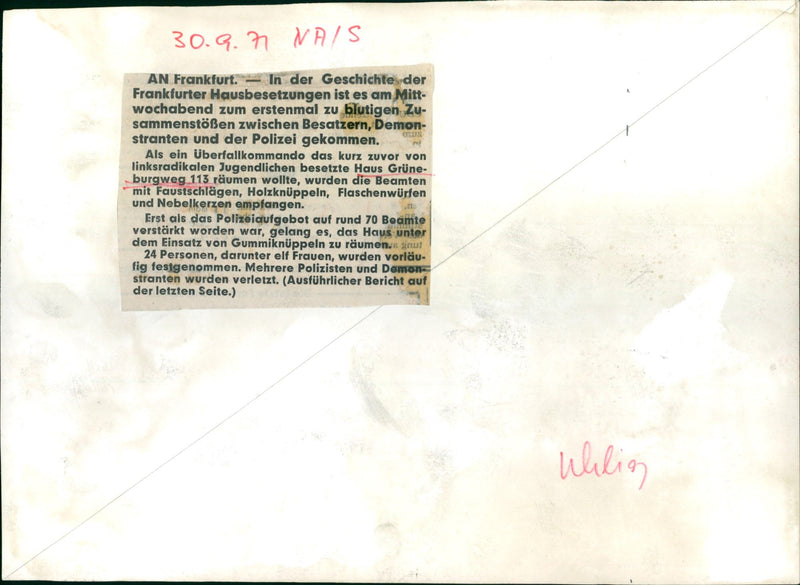 30.9.71 NA/S
AN Frankfurt. — In der Geschichte der
Frankfurter Hausbesetzungen ist es am Mitt-
wochabend zum erstenmal zu blutigen Zu-
sammenstößen zwischen Besatzern, Demon-
stranten und der Polizei gekommen.
Als ein Überfallkommando das kurz zuvor von
linksradikalen Jugendlichen besetzte Haus Grüne-
burgweg 113 räumen wollte, wurden die Beamten
mit Faustschlägen, Holzknüppeln, Flaschenwürfen
und Nebelkerzen empfangen.
Erst als das Polizeiaufgebot auf rund 70 Beamte
verstärkt worden war, gelang es, das Haus unter
dem Einsatz von Gummiknüppeln zu räumen.
24 Personen, darunter elf Frauen, wurden vorläu-
fig festgenommen. Mehrere Polizisten und Demon-
stranten wurden verletzt. (Ausführlicher Bericht auf
der letzten Seite.)